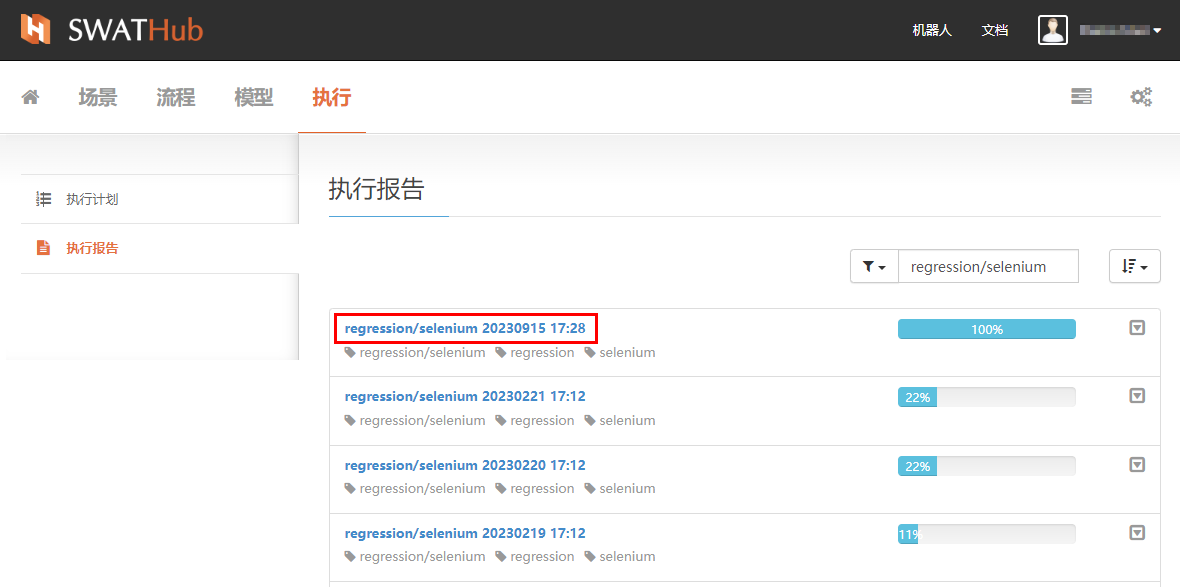 SWATHub 机器人 文档
场景 流程 模型 执行
执行计划
执行报告
执行报告
regression/selenium
regression/selenium 20230915 17:28 100%
regression/selenium regression selenium
regression/selenium 20230221 17:12 22%
regression/selenium regression selenium
regression/selenium 20230220 17:12 22%
regression/selenium regression selenium
regression/selenium 20230219 17:12 11%
regression/selenium regression selenium